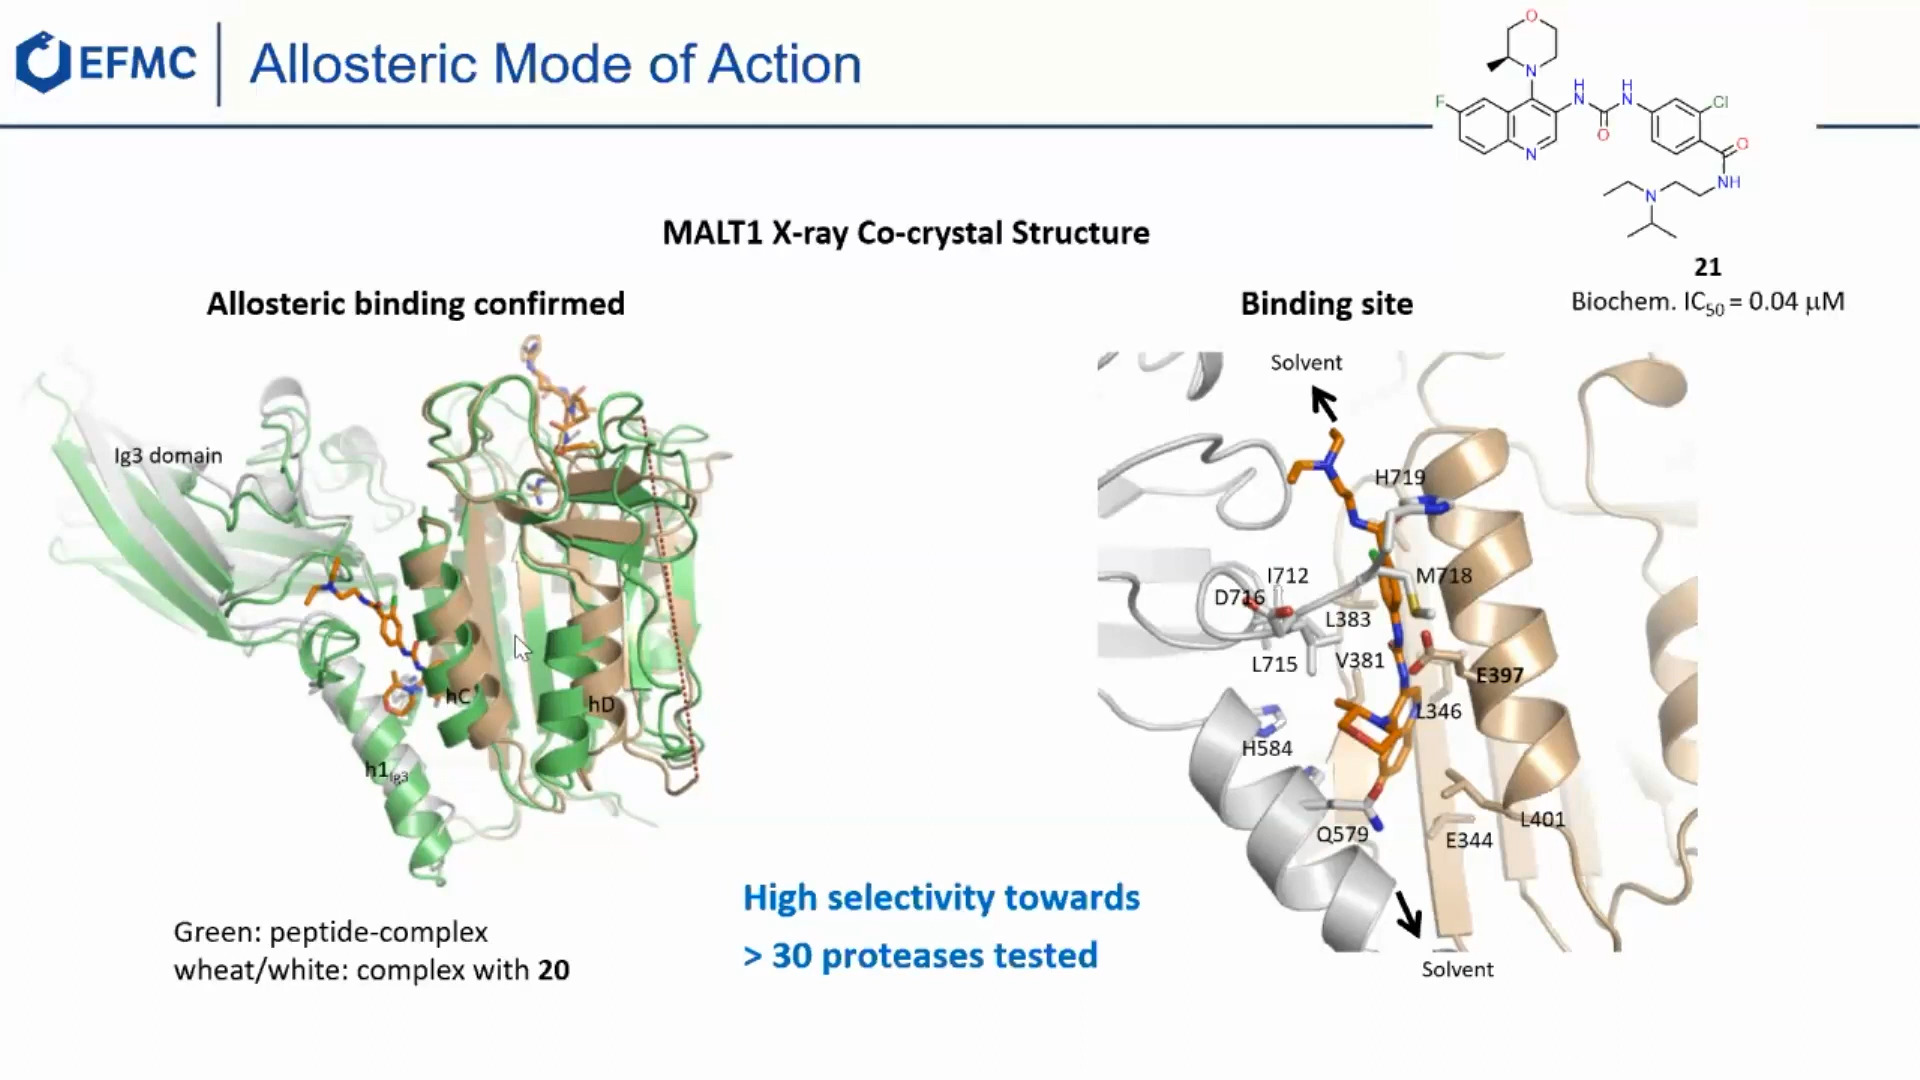 EFMC
Allosteric Mode of Action
O
N
F
H
N
H
N
Cl
O
N
O
NH
N
21
Biochem. IC50 = 0.04 µM
MALT1 X-ray Co-crystal Structure
Allosteric binding confirmed
Binding site
Ig3 domain
hC
hD
h1Ig3
Green: peptide-complex
wheat/white: complex with 20
High selectivity towards
> 30 proteases tested
Solvent
H719
I712
M718
D716
L383
L715
V381
E397
L346
H584
Q579
L401
E344
Solvent